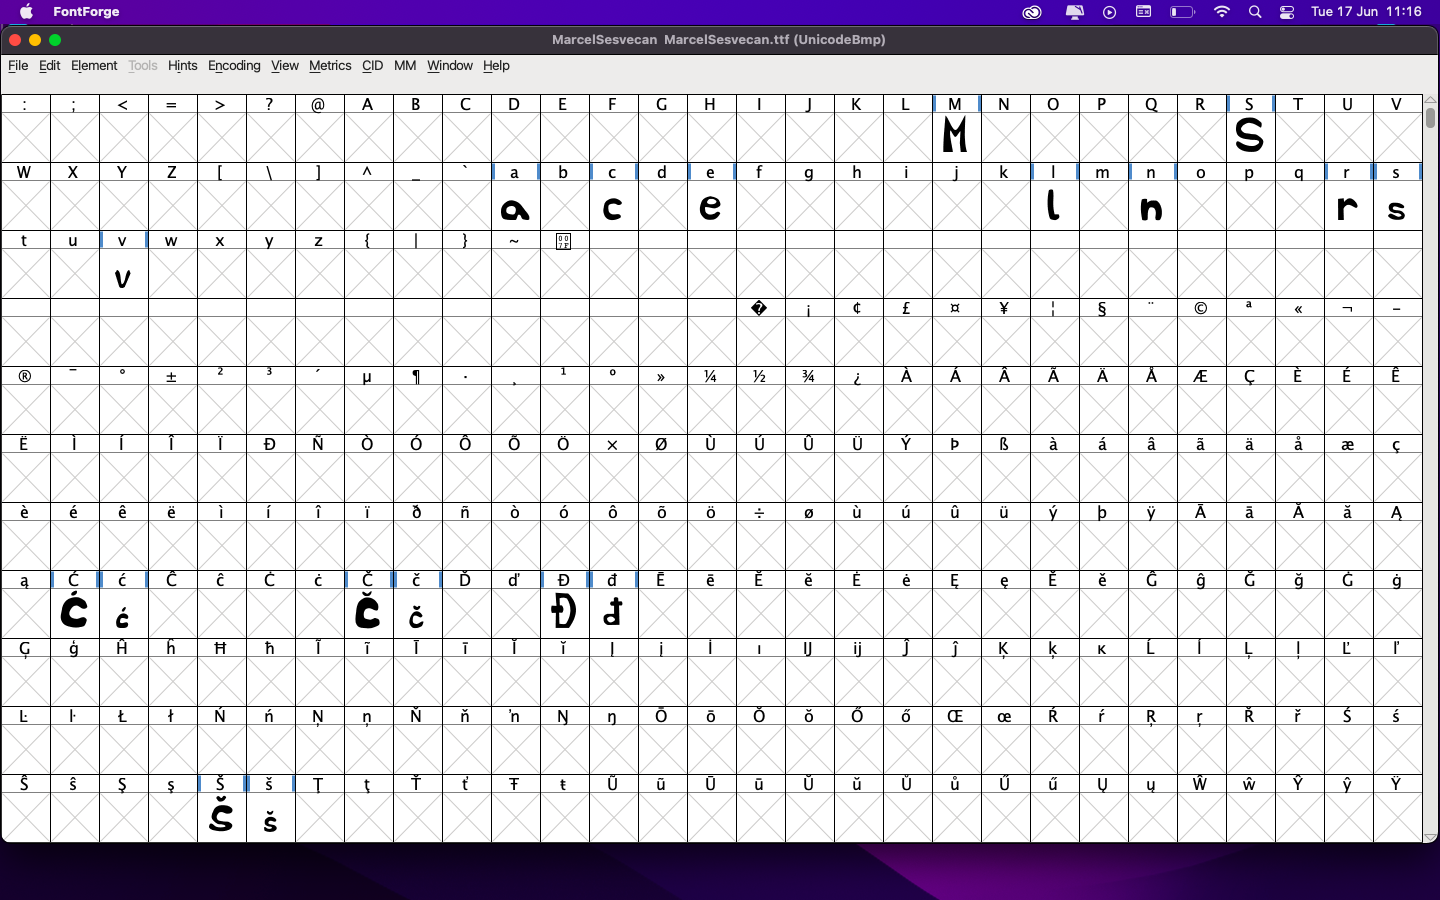 FontForge Tue 17 Jun 11:16
MarcelSesvecan MarcelSesvecan.ttf (UnicodeBmp)
File Edit Element Tools Hints Encoding View Metrics CID MM Window Help
: ; < = > ? @ A B C D E F G H I J K L M N O P Q R S T U V
M S
W X Y Z [ \ ] ^ _ ` a b c d e f g h i j k l m n o p q r s
a c e l n r s
t u v w x y z { | } ~ 007F
v
� ¡ ¢ £ ¤ ¥ ¦ § ¨ © ª « ¬ –
® ¯ ° ± ² ³ ´ µ ¶ · ¸ ¹ º » ¼ ½ ¾ ¿ À Á Â Ã Ä Å Æ Ç È É Ê
Ë Ì Í Î Ï Ð Ñ Ò Ó Ô Õ Ö × Ø Ù Ú Û Ü Ý Þ ß à á â ã ä å æ ç
è é ê ë ì í î ï ð ñ ò ó ô õ ö ÷ ø ù ú û ü ý þ ÿ Ā ā Ă ă Ą
ą Ć ć Ĉ ĉ Ċ ċ Č č Ď ď Đ đ Ē ē Ĕ ĕ Ė ė Ę ę Ě ě Ĝ ĝ Ğ ğ Ġ ġ
Ć ć Č č Đ đ
Ģ ģ Ĥ ĥ Ħ ħ Ĩ ĩ Ī ī Ĭ ĭ Į į İ ı Ĳ ĳ Ĵ ĵ Ķ ķ ĸ Ĺ ĺ Ļ ļ Ľ ľ
Ŀ ŀ Ł ł Ń ń Ņ ņ Ň ň ŉ Ŋ ŋ Ō ō Ŏ ŏ Ő ő Œ œ Ŕ ŕ Ŗ ŗ Ř ř Ś ś
Ŝ ŝ Ş ş Š š Ţ ţ Ť ť Ŧ ŧ Ũ ũ Ū ū Ŭ ŭ Ů ů Ű ű Ų ų Ŵ ŵ Ŷ ŷ Ÿ
Š š